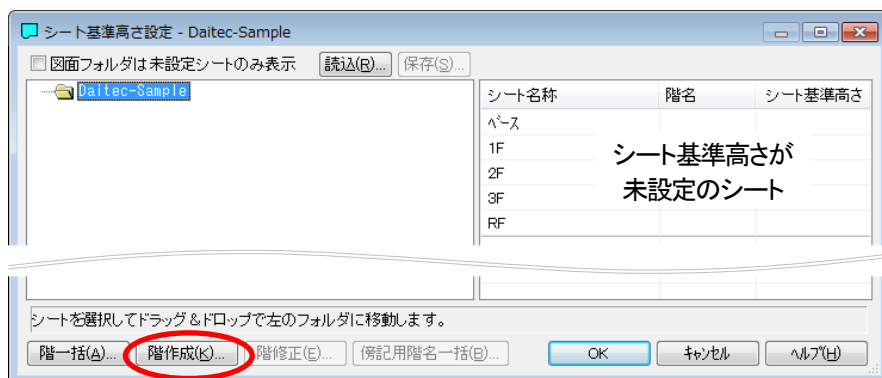 シート基準高さ設定 - Daitec-Sample
図面フォルダは未設定シートのみ表示 読込(R)... 保存(S)...
Daitec-Sample
シート名称 階名 シート基準高さ
ﾍﾞｰｽ
1F
2F
3F
RF
シート基準高さが
未設定のシート
シートを選択してドラッグ&ドロップで左のフォルダに移動します。
階一括(A)... 階作成(K)... 階修正(E)... 傍記用階名一括(B)... OK ｷｬﾝｾﾙ ﾍﾙﾌﾟ(H)